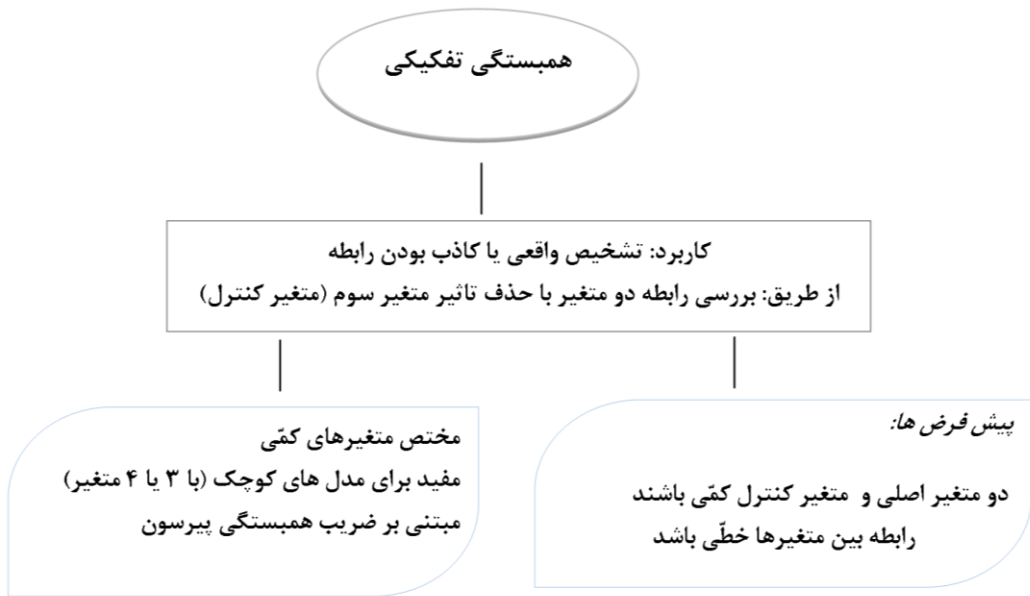 همبستگی تفکیکی
کاربرد: تشخیص واقعی یا کاذب بودن رابطه
از طریق: بررسی رابطه دو متغیر با حذف تاثیر متغیر سوم (متغیر کنترل)
پیش فرض ها:
دو متغیر اصلی و متغیر کنترل کمّی باشند
رابطه بین متغیرها خطّی باشد
مختص متغیرهای کمّی
مفید برای مدل های کوچک (با ۳ یا ۴ متغیر)
مبتنی بر ضریب همبستگی پیرسون